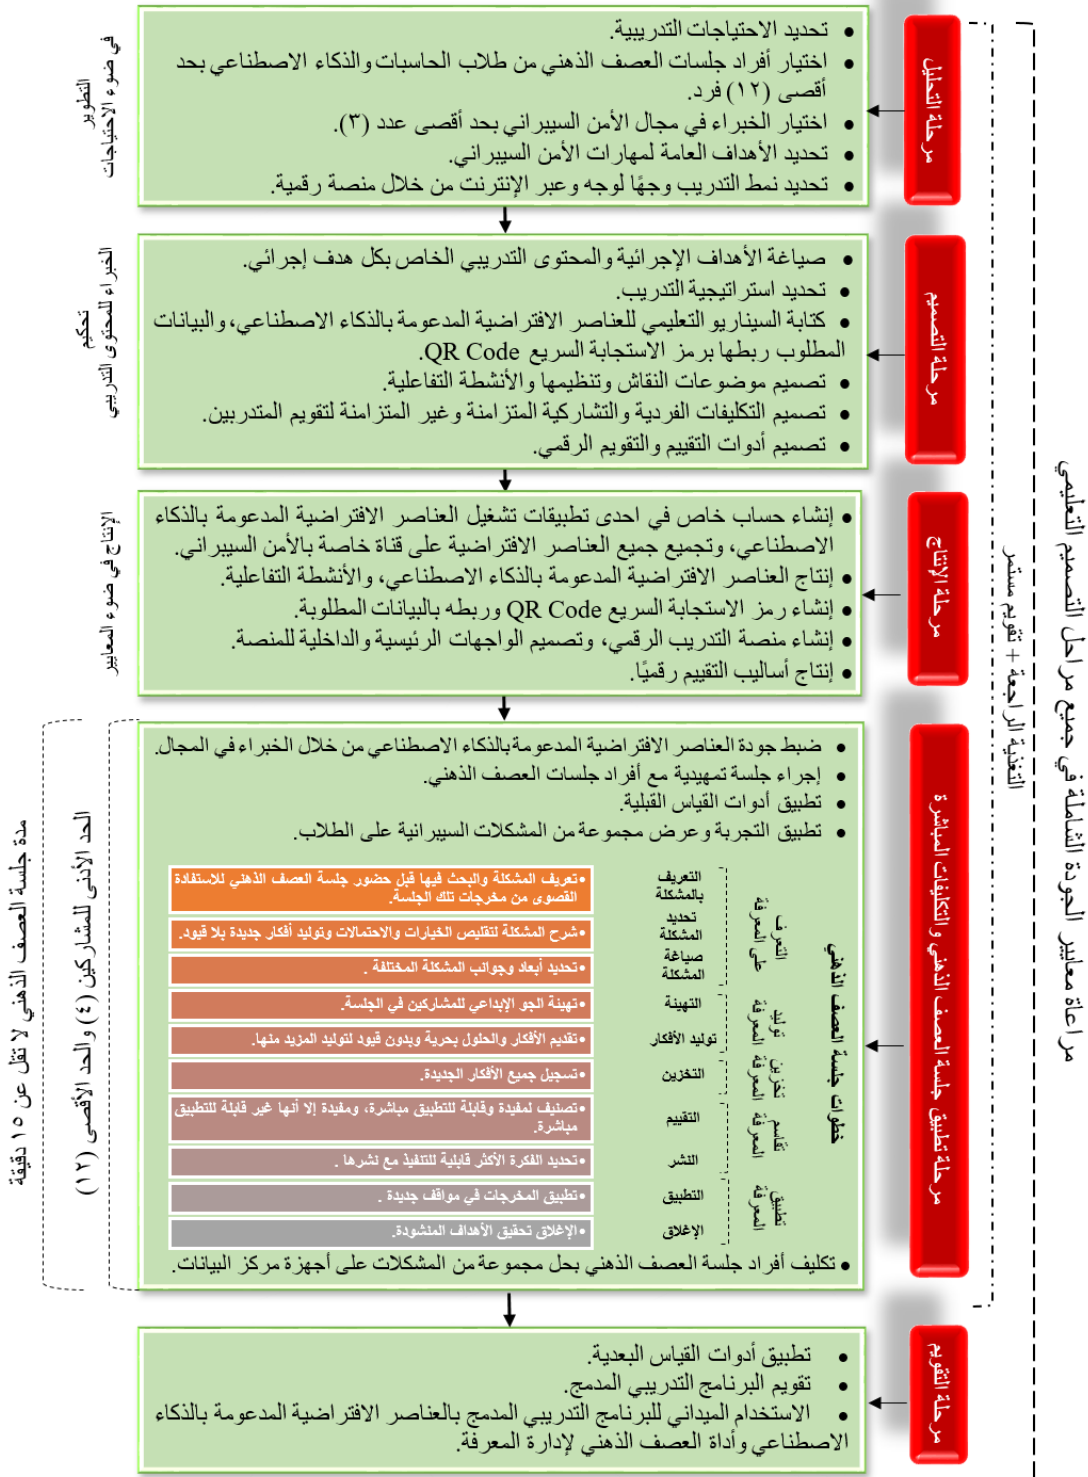 مراعاة معايير الجودة الشاملة في جميع مراحل التصميم التعليمي
التغذية الراجعة + تقويم مستمر
مرحلة التحليل
• تحديد الاحتياجات التدريبية.
• اختيار أفراد جلسات العصف الذهني من طلاب الحاسبات والذكاء الاصطناعي بحد
أقصى (١٢) فرد.
• اختيار الخبراء في مجال الأمن السيبراني بحد أقصى عدد (٣).
• تحديد الأهداف العامة لمهارات الأمن السيبراني.
• تحديد نمط التدريب وجهًا لوجه وعبر الإنترنت من خلال منصة رقمية.
التطوير
في ضوء الاحتياجات
مرحلة التصميم
• صياغة الأهداف الإجرائية والمحتوى التدريبي الخاص بكل هدف إجرائي.
• تحديد استراتيجية التدريب.
• كتابة السيناريو التعليمي للعناصر الافتراضية المدعومة بالذكاء الاصطناعي، والبيانات
المطلوب ربطها برمز الاستجابة السريع QR Code.
• تصميم موضوعات النقاش وتنظيمها والأنشطة التفاعلية.
• تصميم التكليفات الفردية والتشاركية المتزامنة وغير المتزامنة لتقويم المتدربين.
• تصميم أدوات التقييم والتقويم الرقمي.
تحكيم
الخبراء للمحتوى التدريبي
مرحلة الإنتاج
• إنشاء حساب خاص في احدى تطبيقات تشغيل العناصر الافتراضية المدعومة بالذكاء
الاصطناعي، وتجميع جميع العناصر الافتراضية على قناة خاصة بالأمن السيبراني.
• إنتاج العناصر الافتراضية المدعومة بالذكاء الاصطناعي، والأنشطة التفاعلية.
• إنشاء رمز الاستجابة السريع QR Code وربطه بالبيانات المطلوبة.
• إنشاء منصة التدريب الرقمي، وتصميم الواجهات الرئيسية والداخلية للمنصة.
• إنتاج أساليب التقييم رقميًا.
الإنتاج في ضوء المعايير
مرحلة تطبيق جلسة العصف الذهني والتكليفات المباشرة
• ضبط جودة العناصر الافتراضية المدعومة بالذكاء الاصطناعي من خلال الخبراء في المجال.
• إجراء جلسة تمهيدية مع أفراد جلسات العصف الذهني.
• تطبيق أدوات القياس القبلية.
• تطبيق التجربة وعرض مجموعة من المشكلات السيبرانية على الطلاب.
خطوات جلسة العصف الذهني
التعرف
على المعرفة
التعريف
بالمشكلة
• تعريف المشكلة والبحث فيها قبل حضور جلسة العصف الذهني للاستفادة
القصوى من مخرجات تلك الجلسة.
تحديد
المشكلة
• شرح المشكلة لتقليص الخيارات والاحتمالات وتوليد أفكار جديدة بلا قيود.
صياغة
المشكلة
• تحديد أبعاد وجوانب المشكلة المختلفة .
توليد
المعرفة
التهيئة
• تهيئة الجو الإبداعي للمشاركين في الجلسة.
توليد الأفكار
• تقديم الأفكار والحلول بحرية وبدون قيود لتوليد المزيد منها.
تخزين
المعرفة
التخزين
• تسجيل جميع الأفكار الجديدة.
تقاسم
المعرفة
التقييم
• تصنيف لمفيدة وقابلة للتطبيق مباشرة، ومفيدة إلا أنها غير قابلة للتطبيق
مباشرة.
النشر
• تحديد الفكرة الأكثر قابلية للتنفيذ مع نشرها .
تطبيق
المعرفة
التطبيق
• تطبيق المخرجات في مواقف جديدة .
الإغلاق
• الإغلاق تحقيق الأهداف المنشودة.
• تكليف أفراد جلسة العصف الذهني بحل مجموعة من المشكلات على أجهزة مركز البيانات.
الحد الأدنى للمشاركين (٤) والحد الأقصى (١٢)
مدة جلسة العصف الذهني لا تقل عن ١٥ دقيقة
مرحلة التقويم
• تطبيق أدوات القياس البعدية.
• تقويم البرنامج التدريبي المدمج.
• الاستخدام الميداني للبرنامج التدريبي المدمج بالعناصر الافتراضية المدعومة بالذكاء
الاصطناعي وأداة العصف الذهني لإدارة المعرفة.